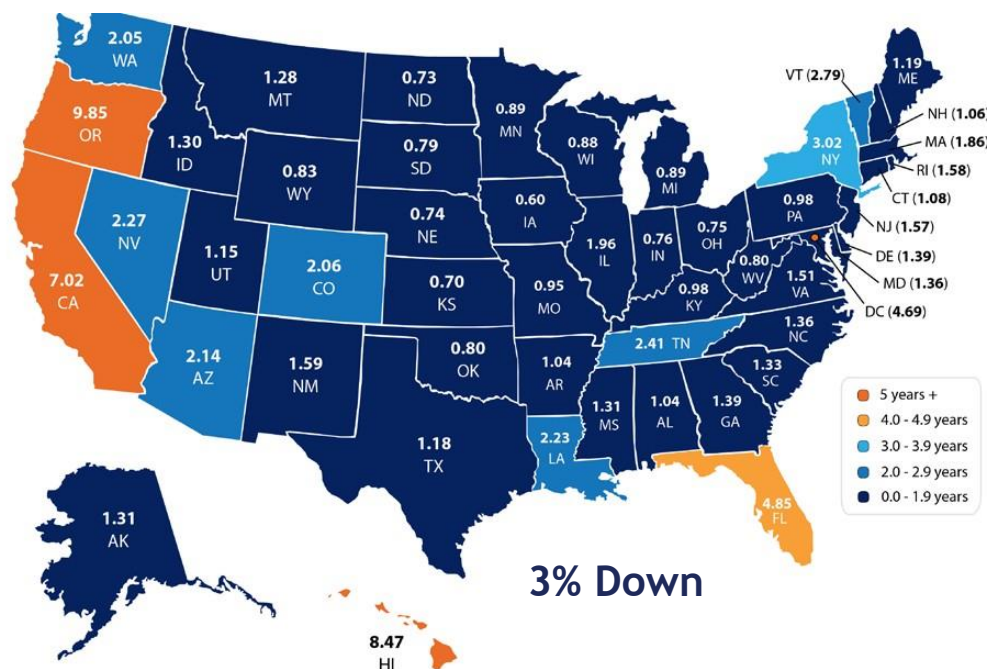 2.05
WA
9.85
OR
7.02
CA
2.27
NV
1.30
ID
1.28
MT
0.83
WY
1.15
UT
2.06
CO
2.14
AZ
1.59
NM
0.73
ND
0.79
SD
0.74
NE
0.70
KS
0.80
OK
1.18
TX
0.89
MN
0.60
IA
0.95
MO
1.04
AR
2.23
LA
0.88
WI
1.96
IL
0.89
MI
0.76
IN
0.75
OH
0.98
KY
2.41 TN
1.31
MS
1.04
AL
1.39
GA
4.85
FL
1.33
SC
1.36
NC
1.51
VA
0.80
WV
0.98
PA
3.02
NY
1.19
ME
VT (2.79)
NH (1.06)
MA (1.86)
RI (1.58)
CT (1.08)
NJ (1.57)
DE (1.39)
MD (1.36)
DC (4.69)
5 years +
4.0 - 4.9 years
3.0 - 3.9 years
2.0 - 2.9 years
0.0 - 1.9 years
1.31
AK
8.47
HI
3% Down